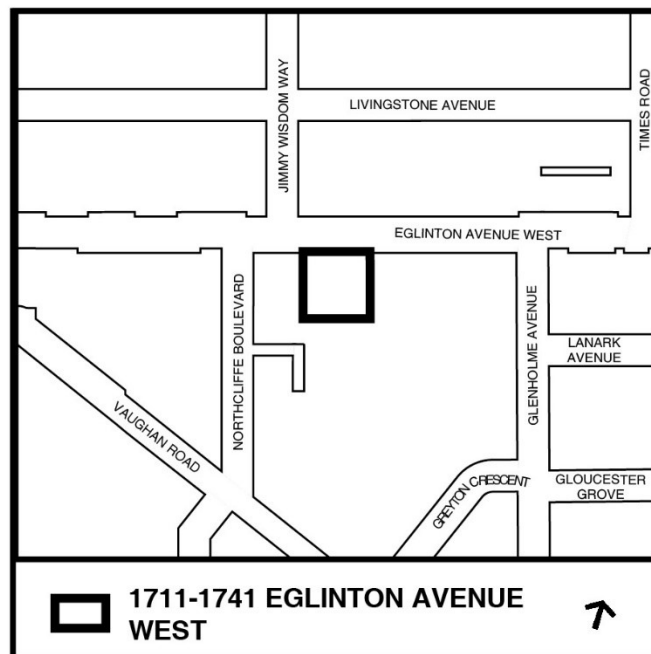 JIMMY WISDOM WAY
LIVINGSTONE AVENUE
TIMES ROAD
EGLINTON AVENUE WEST
NORTHCLIFFE BOULEVARD
GLENHOLME AVENUE
LANARK
AVENUE
VAUGHAN ROAD
GREYTON CRESCENT
GLOUCESTER
GROVE
1711-1741 EGLINTON AVENUE
WEST